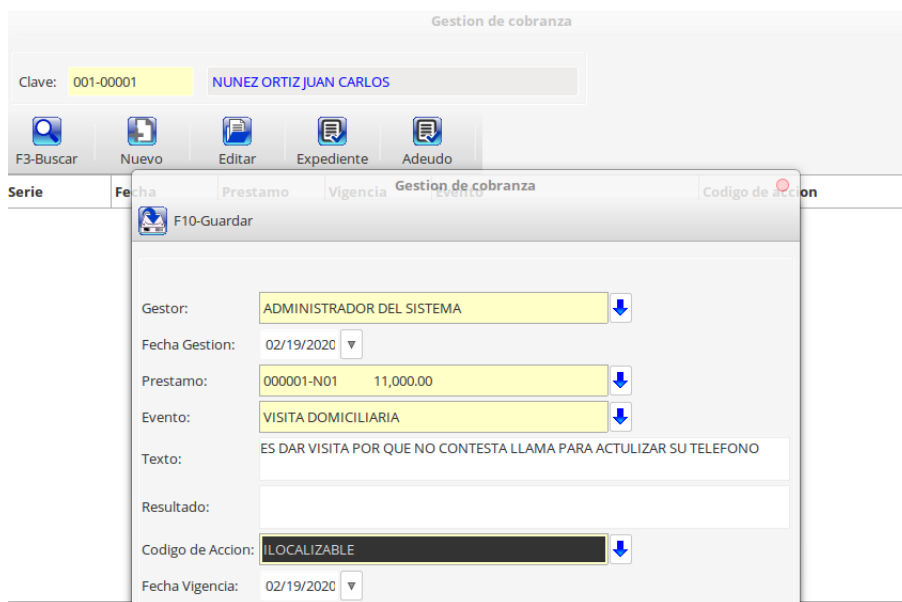 Gestion de cobranza
Clave: 001-00001 NUNEZ ORTIZ JUAN CARLOS
F3-Buscar Nuevo Editar Expediente Adeudo
Serie Fecha Prestamo Vigencia Evento Codigo de accion
Gestion de cobranza
F10-Guardar
Gestor: ADMINISTRADOR DEL SISTEMA
Fecha Gestion: 02/19/2020
Prestamo: 000001-N01 11,000.00
Evento: VISITA DOMICILIARIA
Texto: ES DAR VISITA POR QUE NO CONTESTA LLAMA PARA ACTULIZAR SU TELEFONO
Resultado:
Codigo de Accion: ILOCALIZABLE
Fecha Vigencia: 02/19/2020